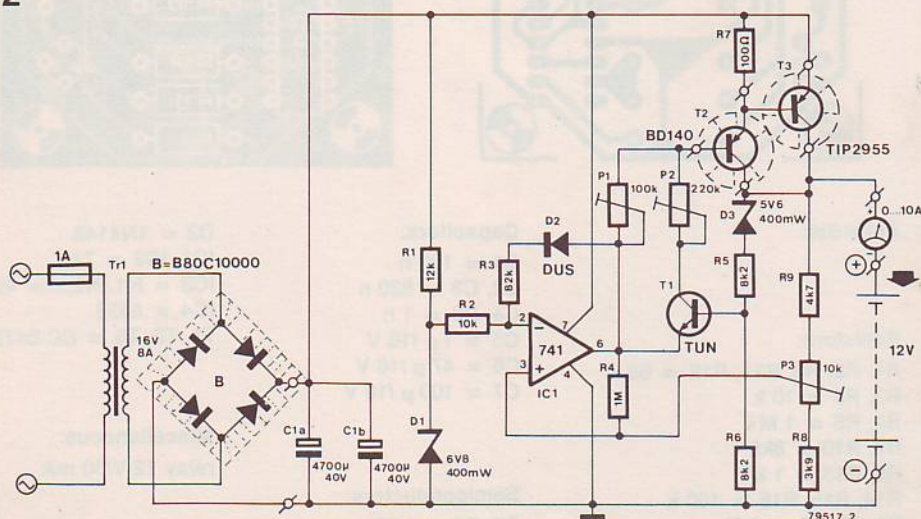 2
1A
Tr1
B=B80C10000
16V
8A
B
C1a
4700µ
40V
C1b
4700µ
40V
R1
12k
D1
6V8
400mW
R2
10k
R3
82k
D2
DUS
2
3
741
7
4
6
IC1
R4
1M
P1
100k
P2
220k
T1
TUN
BD140
T2
R7
100Ω
T3
TIP2955
D3
5V6
400mW
R5
8k2
R6
8k2
R9
4k7
P3
10k
R8
3k9
0...10A
12V
79517 2